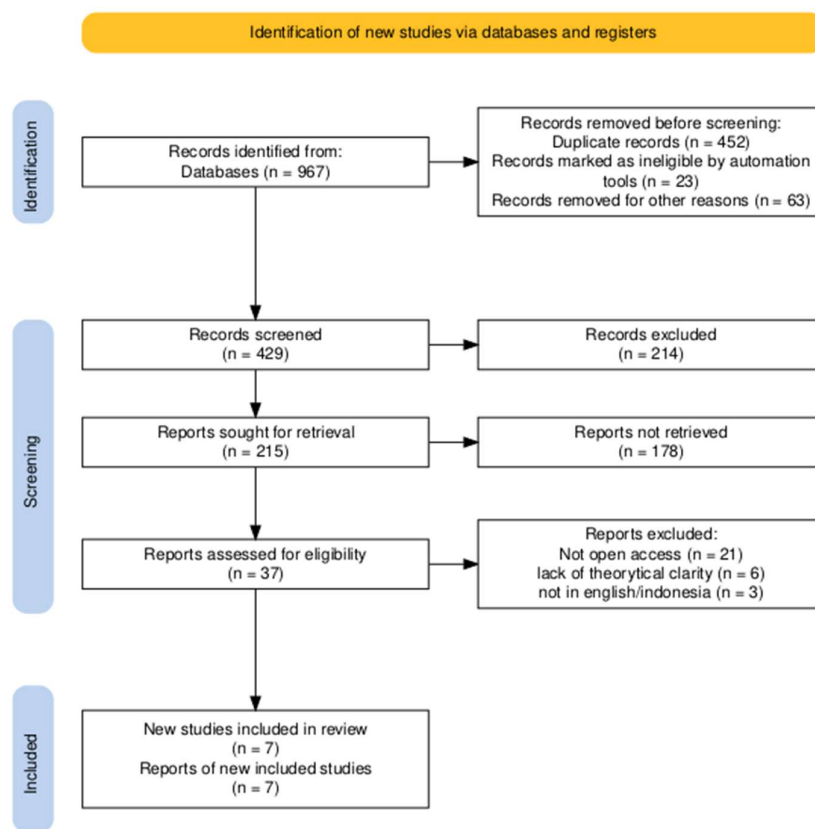 Identification of new studies via databases and registers
Identification
Records identified from:
Databases (n = 967)
Records removed before screening:
Duplicate records (n = 452)
Records marked as ineligible by automation
tools (n = 23)
Records removed for other reasons (n = 63)
Screening
Records screened
(n = 429)
Records excluded
(n = 214)
Reports sought for retrieval
(n = 215)
Reports not retrieved
(n = 178)
Reports assessed for eligibility
(n = 37)
Reports excluded:
Not open access (n = 21)
lack of theorytical clarity (n = 6)
not in english/indonesia (n = 3)
Included
New studies included in review
(n = 7)
Reports of new included studies
(n = 7)